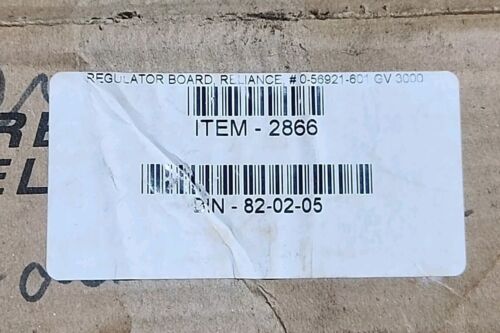 REGULATOR BOARD, RELIANCE, # 0-56921-601 GV 3000
ITEM - 2866
BIN - 82-02-05